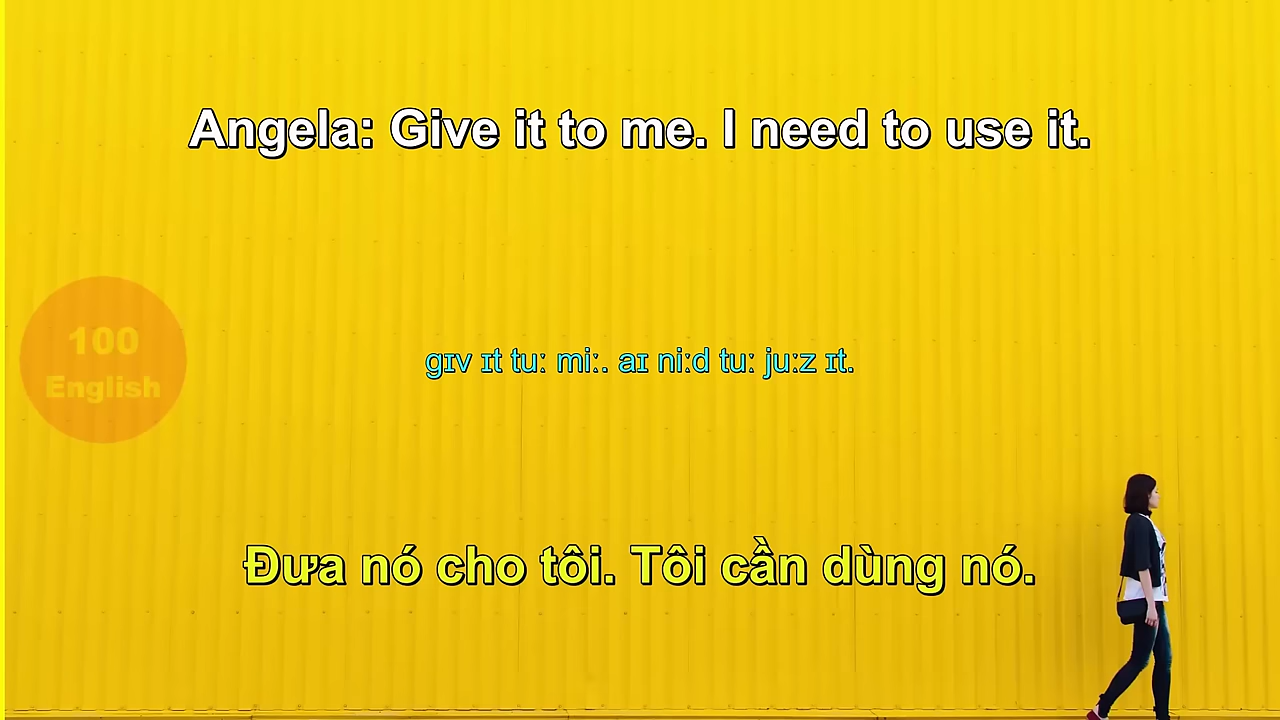 Angela: Give it to me. I need to use it.
100
English
gɪv ɪt tuː miː. aɪ niːd tuː juːz ɪt.
Đưa nó cho tôi. Tôi cần dùng nó.